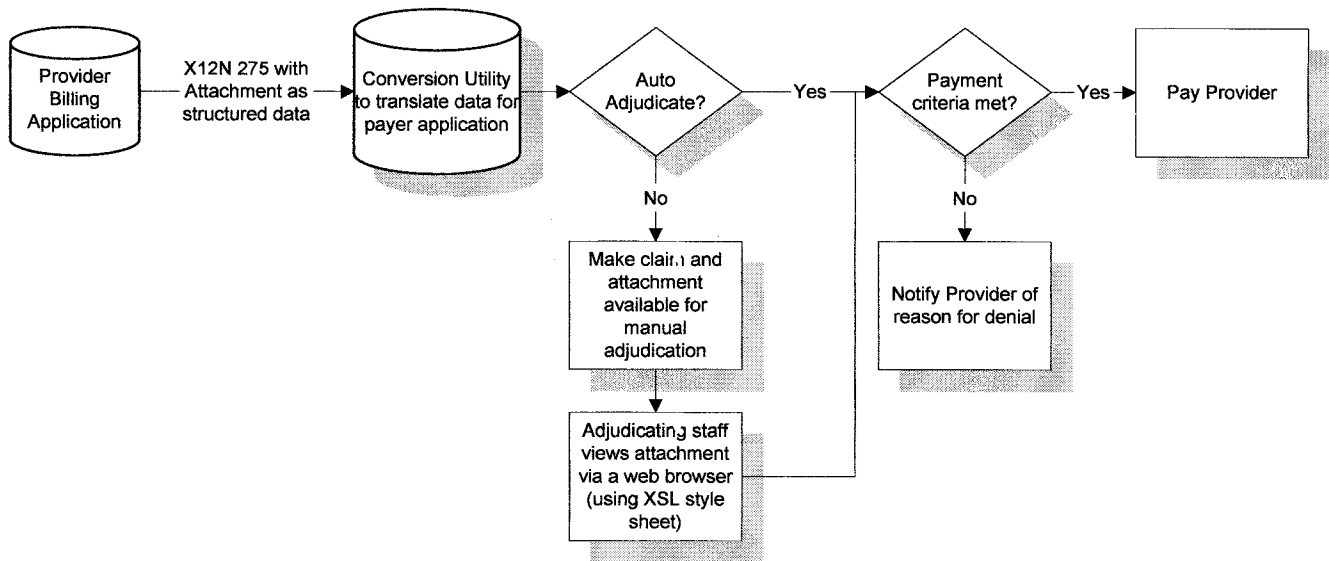 Provider
Billing
Application
X12N 275 with
Attachment as
structured data
Conversion Utility
to translate data for
payer application
Auto
Adjudicate?
Yes
Payment
criteria met?
Yes
Pay Provider
No
No
Make claim and
attachment
available for
manual
adjudication
Notify Provider of
reason for denial
Adjudicating staff
views attachment
via a web browser
(using XSL style
sheet)